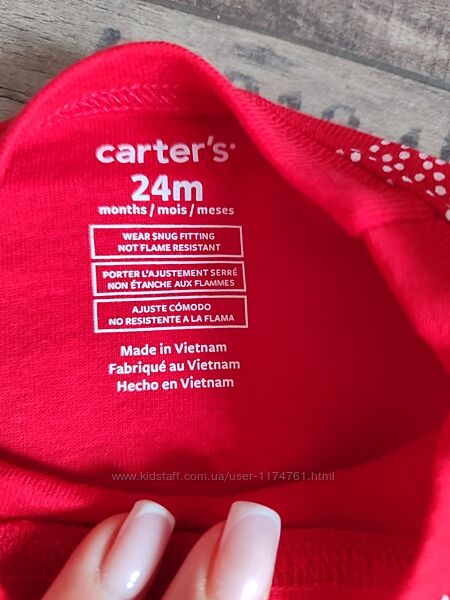 carter's
24m
months / mois / meses
WEAR SNUG FITTING
NOT FLAME RESISTANT
PORTER L'AJUSTEMENT SERRÉ
NON ÉTANCHE AUX FLAMMES
AJUSTE CÓMODO
NO RESISTENTE A LA FLAMA
Made in Vietnam
Fabriqué au Vietnam
Hecho en Vietnam
www.kidstaff.com.ua/user-1174761.html